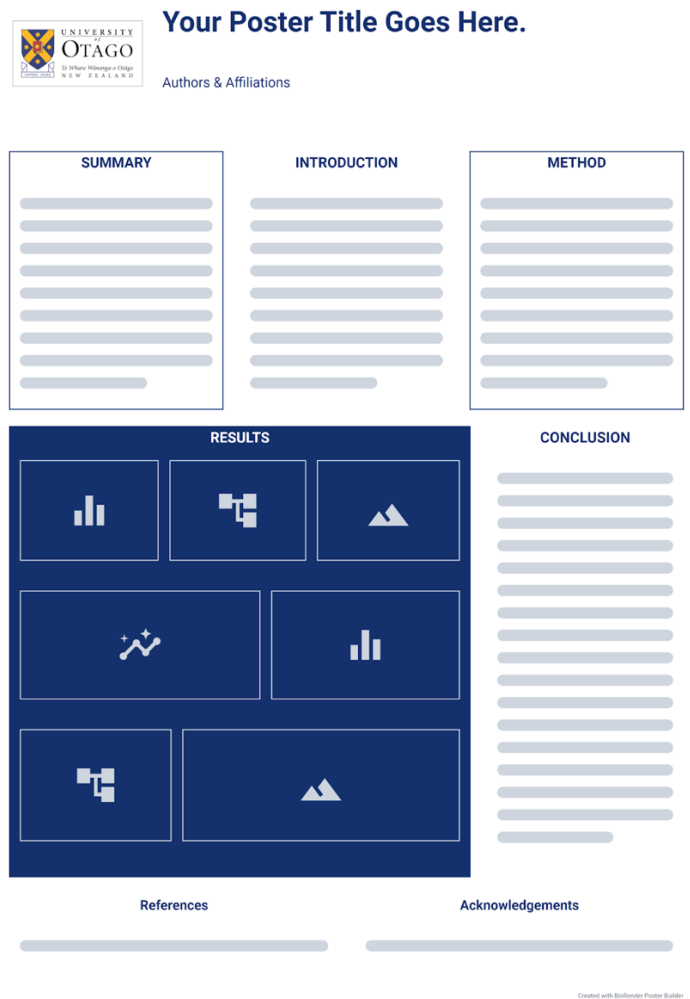 Your Poster Title Goes Here.
UNIVERSITY
of
OTAGO
Te Whare Wānanga o Otāgo
NEW ZEALAND
Authors & Affiliations
SUMMARY
INTRODUCTION
METHOD
RESULTS
CONCLUSION
References
Acknowledgements
Created with BioRender Poster Builder